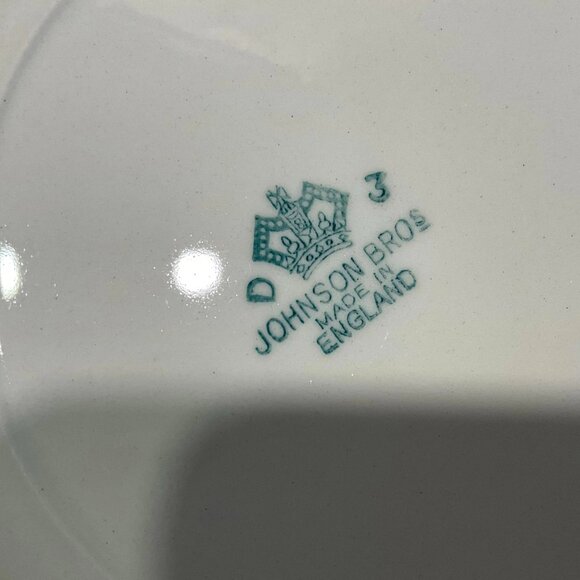 D 3
JOHNSON BROS
MADE IN
ENGLAND